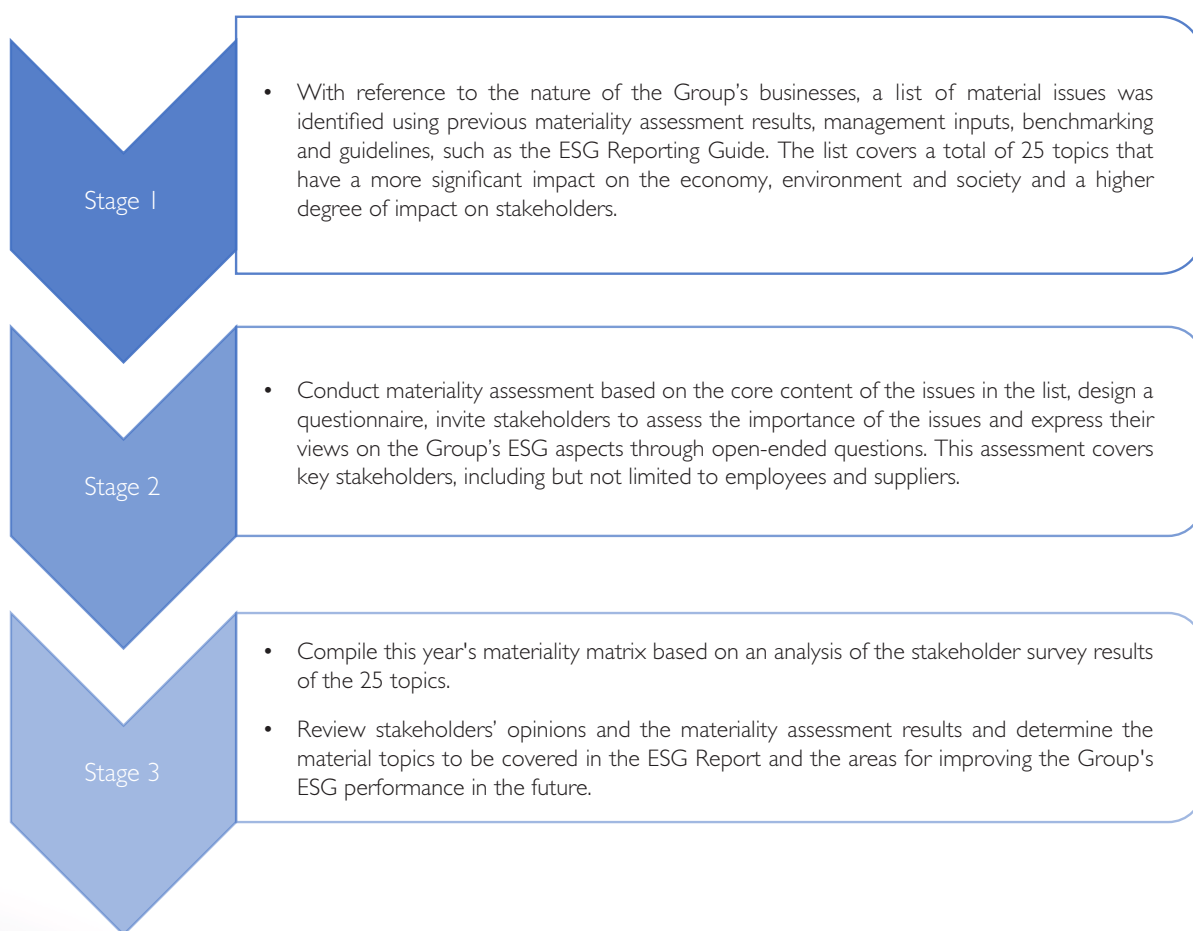 Stage 1
• With reference to the nature of the Group’s businesses, a list of material issues was
identified using previous materiality assessment results, management inputs, benchmarking
and guidelines, such as the ESG Reporting Guide. The list covers a total of 25 topics that
have a more significant impact on the economy, environment and society and a higher
degree of impact on stakeholders.
Stage 2
• Conduct materiality assessment based on the core content of the issues in the list, design a
questionnaire, invite stakeholders to assess the importance of the issues and express their
views on the Group’s ESG aspects through open-ended questions. This assessment covers
key stakeholders, including but not limited to employees and suppliers.
Stage 3
• Compile this year's materiality matrix based on an analysis of the stakeholder survey results
of the 25 topics.
• Review stakeholders’ opinions and the materiality assessment results and determine the
material topics to be covered in the ESG Report and the areas for improving the Group's
ESG performance in the future.